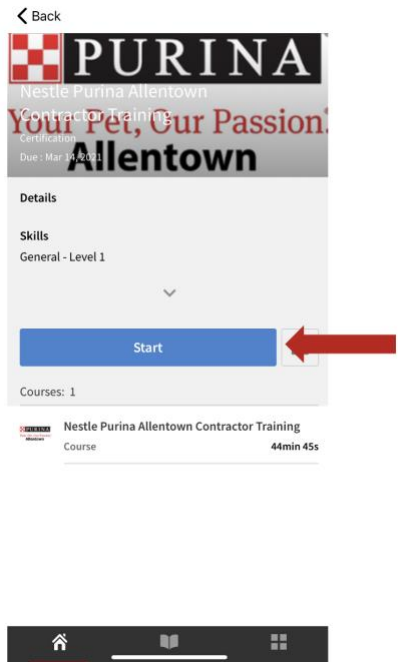 Back
PURINA
Nestle Purina Allentown
Contractor Training
Your Pet, Our Passion.
Certification
Due : Mar 14, 2021
Allentown
Details
Skills
General - Level 1
Start
Courses: 1
PURINA
Nestle Purina Allentown Contractor Training
Course
44min 45s